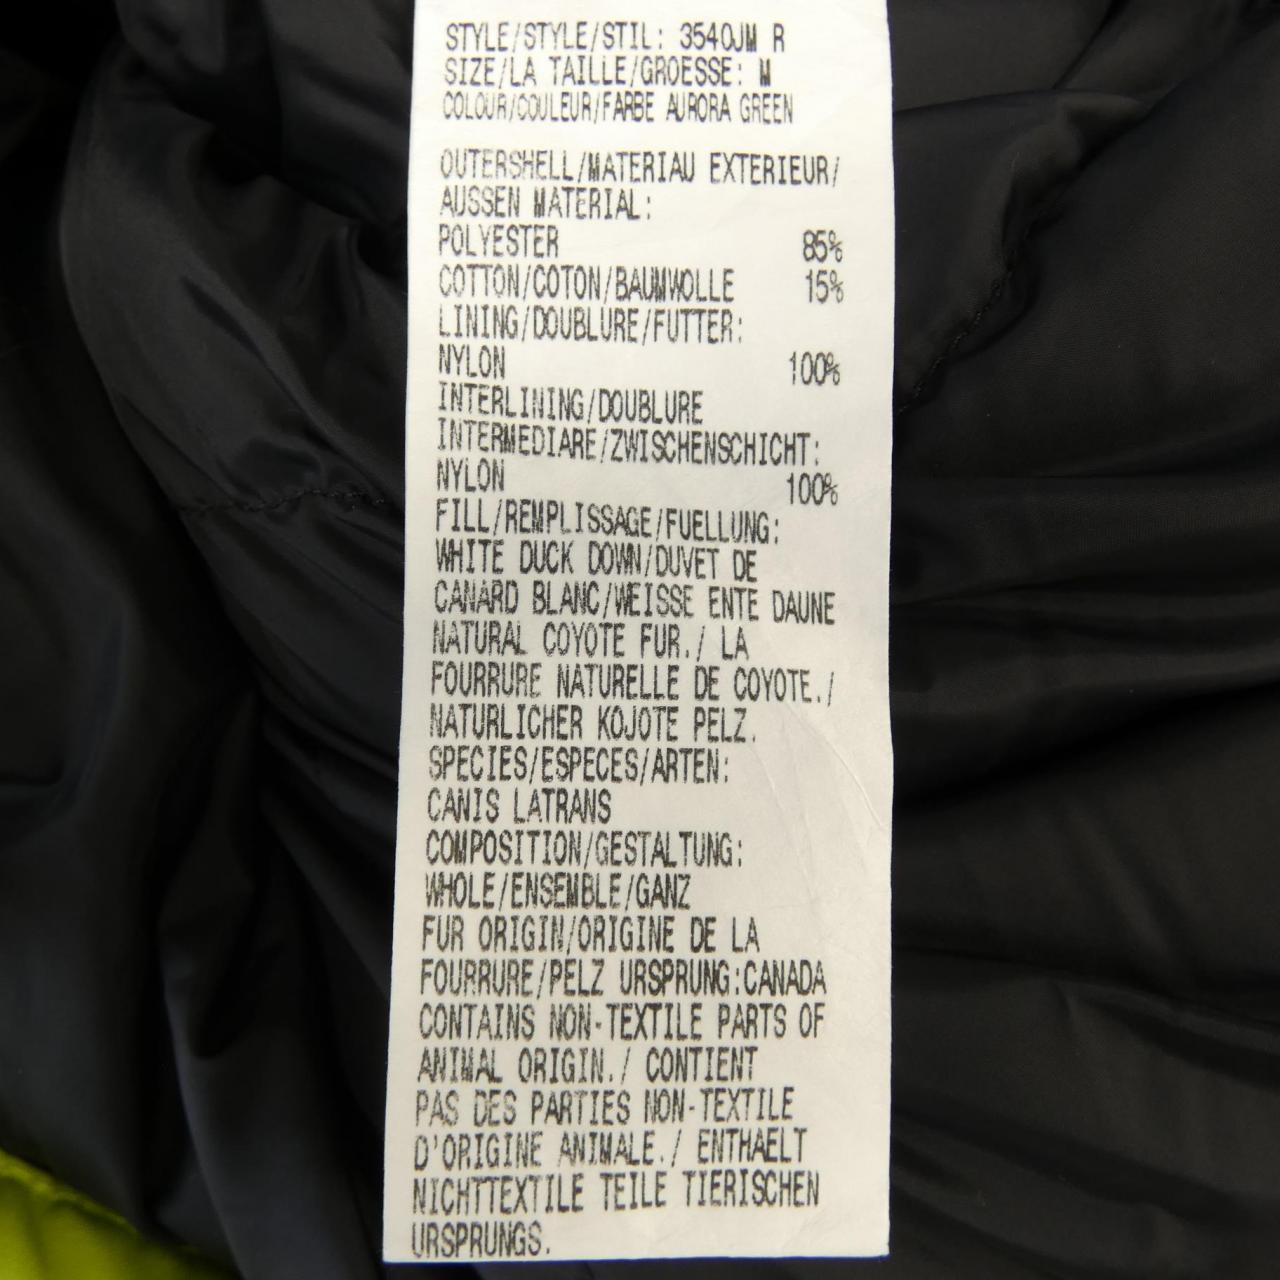 STYLE/STYLE/STIL: 3540JM R
SIZE/LA TAILLE/GROESSE: M
COLOUR/COULEUR/FARBE AURORA GREEN
OUTERSHELL/MATERIAU EXTERIEUR/
AUSSEN MATERIAL:
POLYESTER 85%
COTTON/COTON/BAUMWOLLE 15%
LINING/DOUBLURE/FUTTER:
NYLON 100%
INTERLINING/DOUBLURE
INTERMEDIARE/ZWISCHENSCHICHT:
NYLON 100%
FILL/REMPLISSAGE/FUELLUNG:
WHITE DUCK DOWN/DUVET DE
CANARD BLANC/WEISSE ENTE DAUNE
NATURAL COYOTE FUR./ LA
FOURRURE NATURELLE DE COYOTE./
NATURLICHER KOJOTE PELZ.
SPECIES/ESPECES/ARTEN:
CANIS LATRANS
COMPOSITION/GESTALTUNG:
WHOLE/ENSEMBLE/GANZ
FUR ORIGIN/ORIGINE DE LA
FOURRURE/PELZ URSPRUNG:CANADA
CONTAINS NON-TEXTILE PARTS OF
ANIMAL ORIGIN./ CONTIENT
PAS DES PARTIES NON-TEXTILE
D'ORIGINE ANIMALE./ ENTHAELT
NICHTTEXTILE TEILE TIERISCHEN
URSPRUNGS.